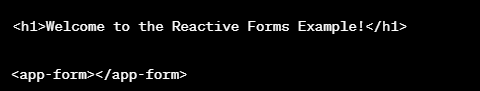 <h1>Welcome to the Reactive Forms Example!</h1>
<app-form></app-form>